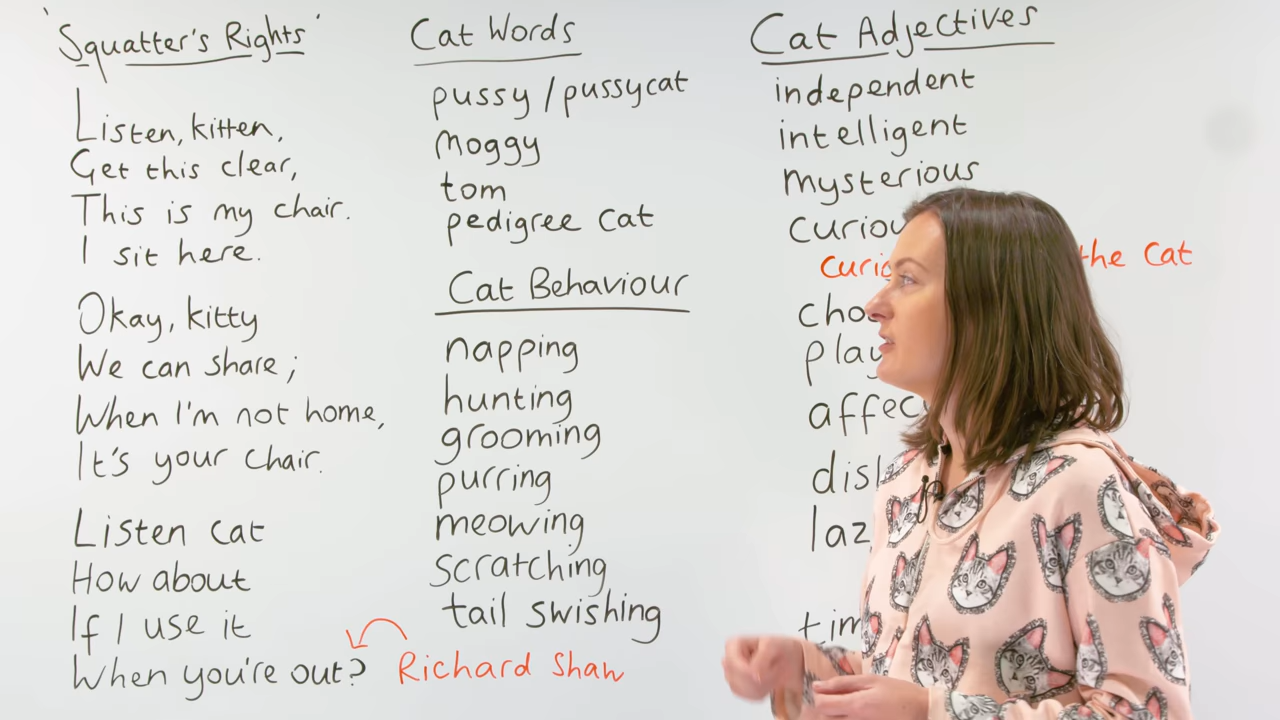 'Squatter's Rights'
Listen, kitten,
Get this clear,
This is my chair.
I sit here.
Okay, kitty
We can share;
When I'm not home,
It's your chair.
Listen cat
How about
If I use it
When you're out?
Richard Shaw
Cat Words
pussy / pussycat
moggy
tom
pedigree cat
Cat Behaviour
napping
hunting
grooming
purring
meowing
scratching
tail swishing
Cat Adjectives
independent
intelligent
mysterious
the cat